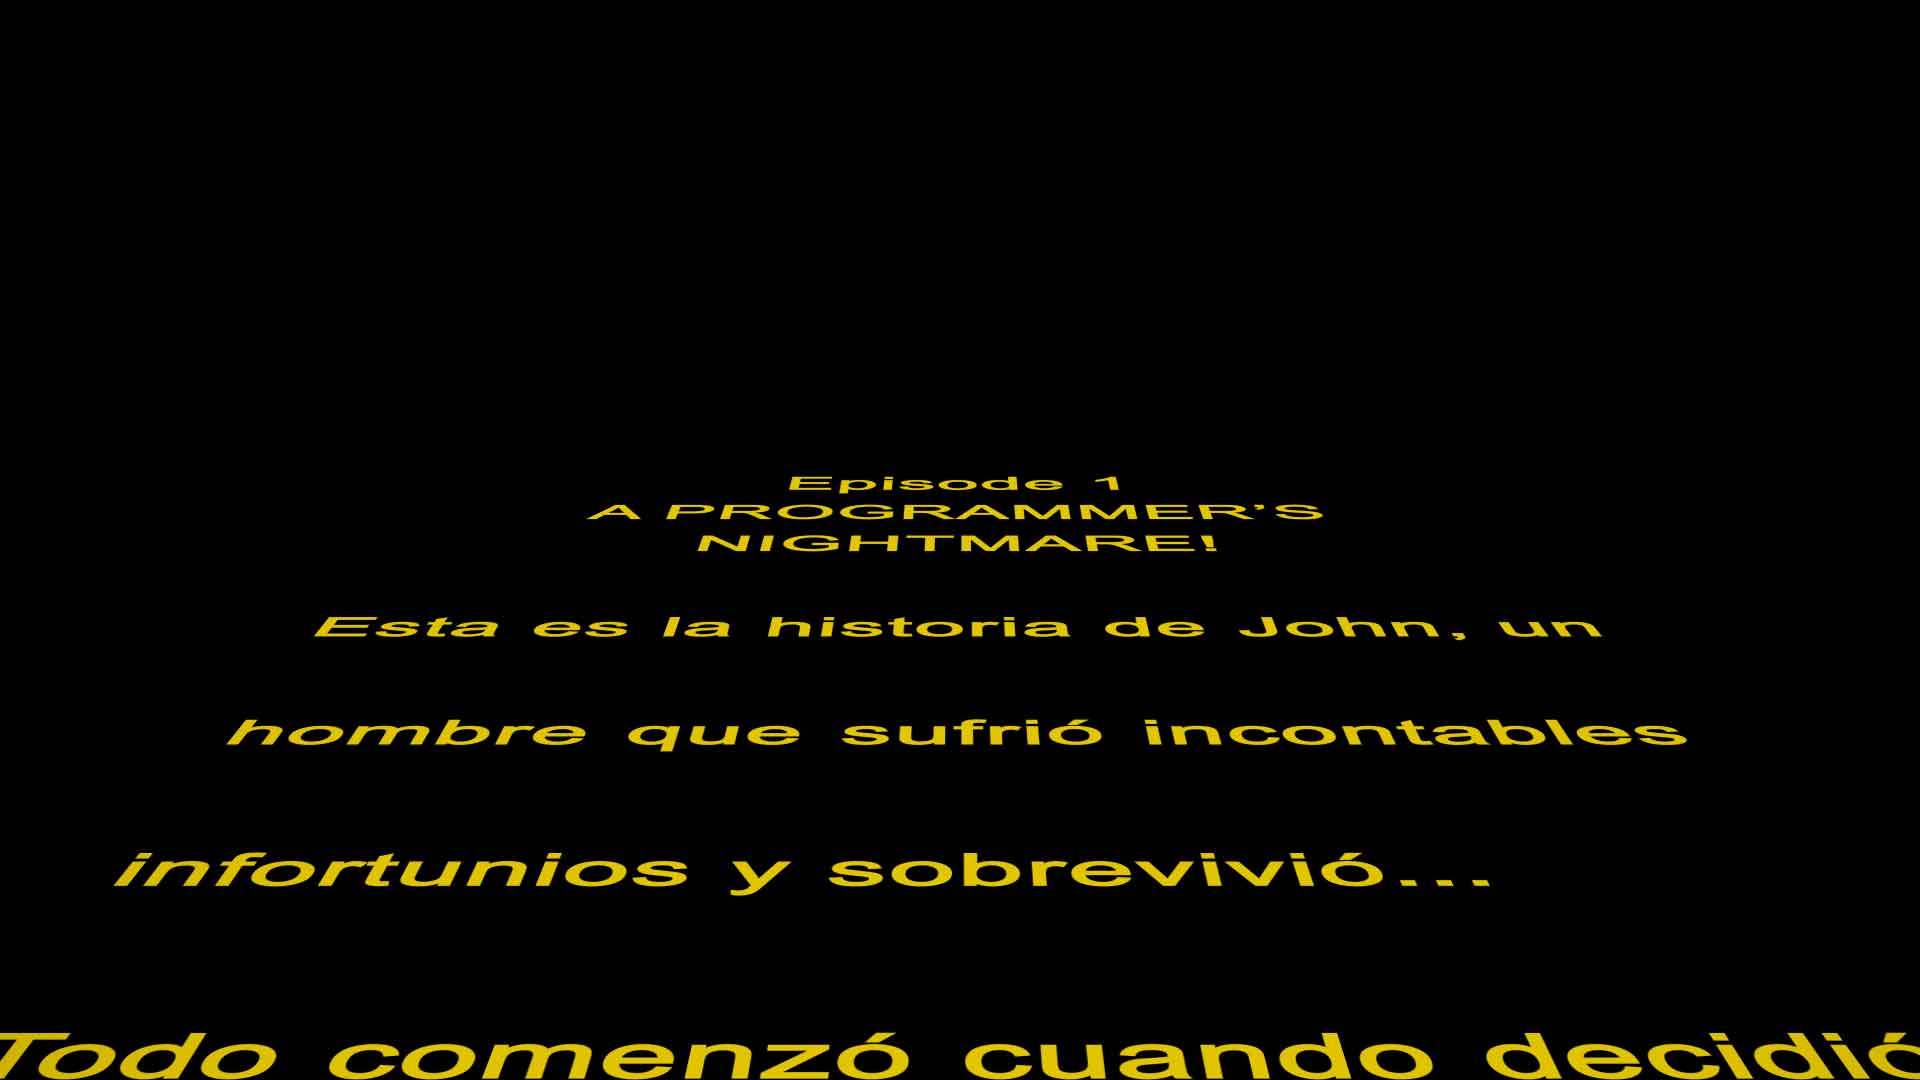 Episode 1
A PROGRAMMER’S
NIGHTMARE!
Esta es la historia de John, un
hombre que sufrió incontables
infortunios y sobrevivió...
Todo comenzó cuando decidió